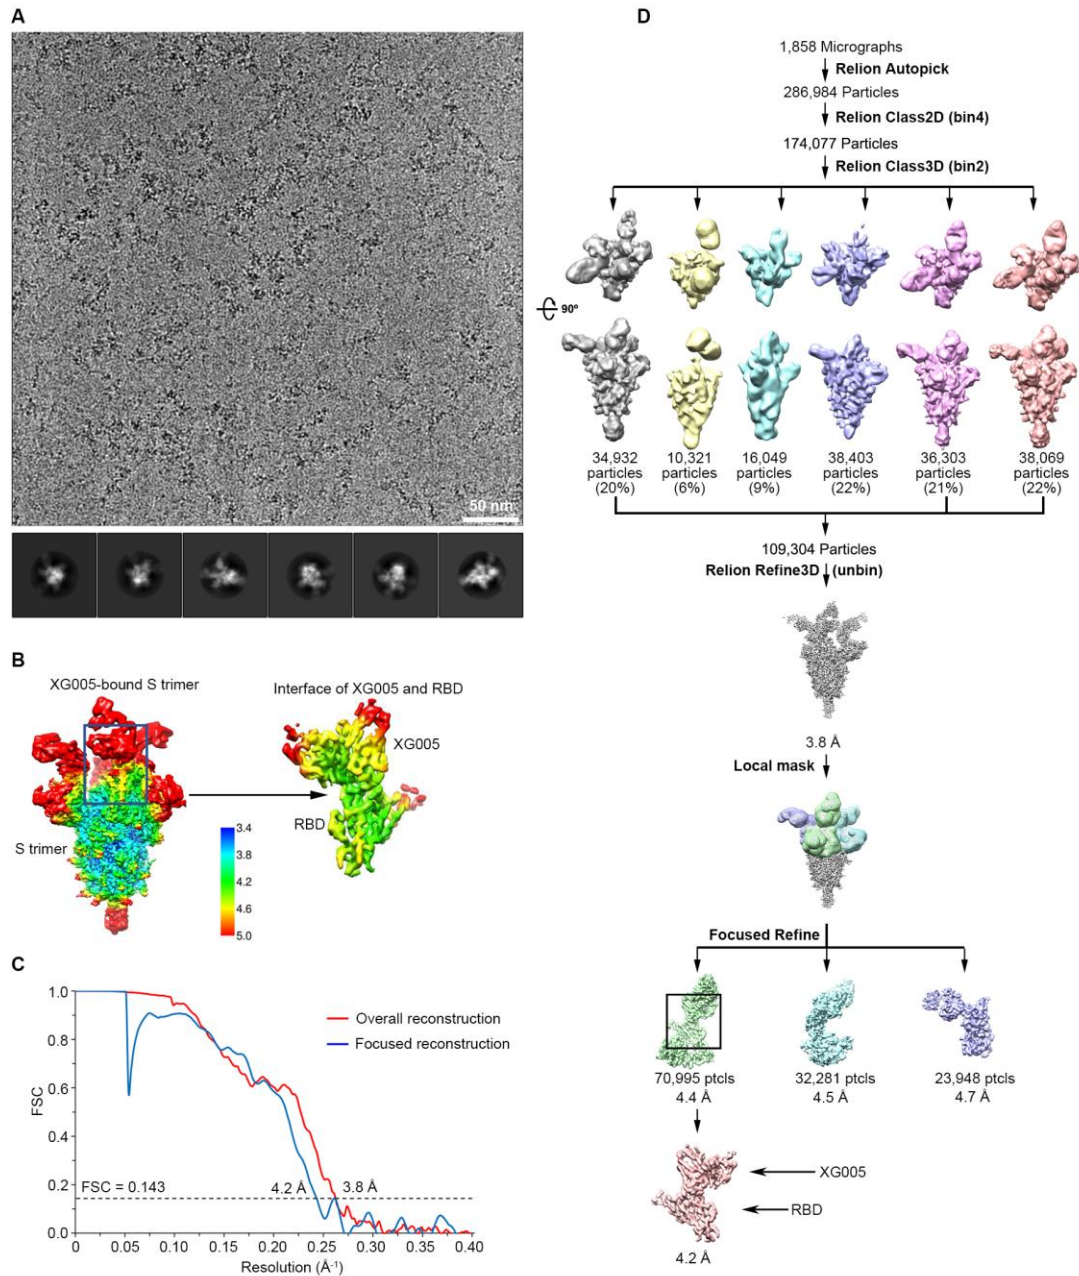 A
50 nm
B
XG005-bound S trimer
Interface of XG005 and RBD
XG005
RBD
S trimer
3.4
3.8
4.2
4.6
5.0
C
1.0
0.8
0.6
0.4
0.2
0.0
FSC
Overall reconstruction
Focused reconstruction
FSC = 0.143
4.2 Å
3.8 Å
0
0.05
0.10
0.15
0.20
0.25
0.30
0.35
0.40
Resolution (Å⁻¹)
D
1,858 Micrographs
Relion Autopick
286,984 Particles
Relion Class2D (bin4)
174,077 Particles
Relion Class3D (bin2)
90º
34,932
particles
(20%)
10,321
particles
(6%)
16,049
particles
(9%)
38,403
particles
(22%)
36,303
particles
(21%)
38,069
particles
(22%)
109,304 Particles
Relion Refine3D (unbin)
3.8 Å
Local mask
Focused Refine
70,995 ptcls
4.4 Å
32,281 ptcls
4.5 Å
23,948 ptcls
4.7 Å
XG005
RBD
4.2 Å